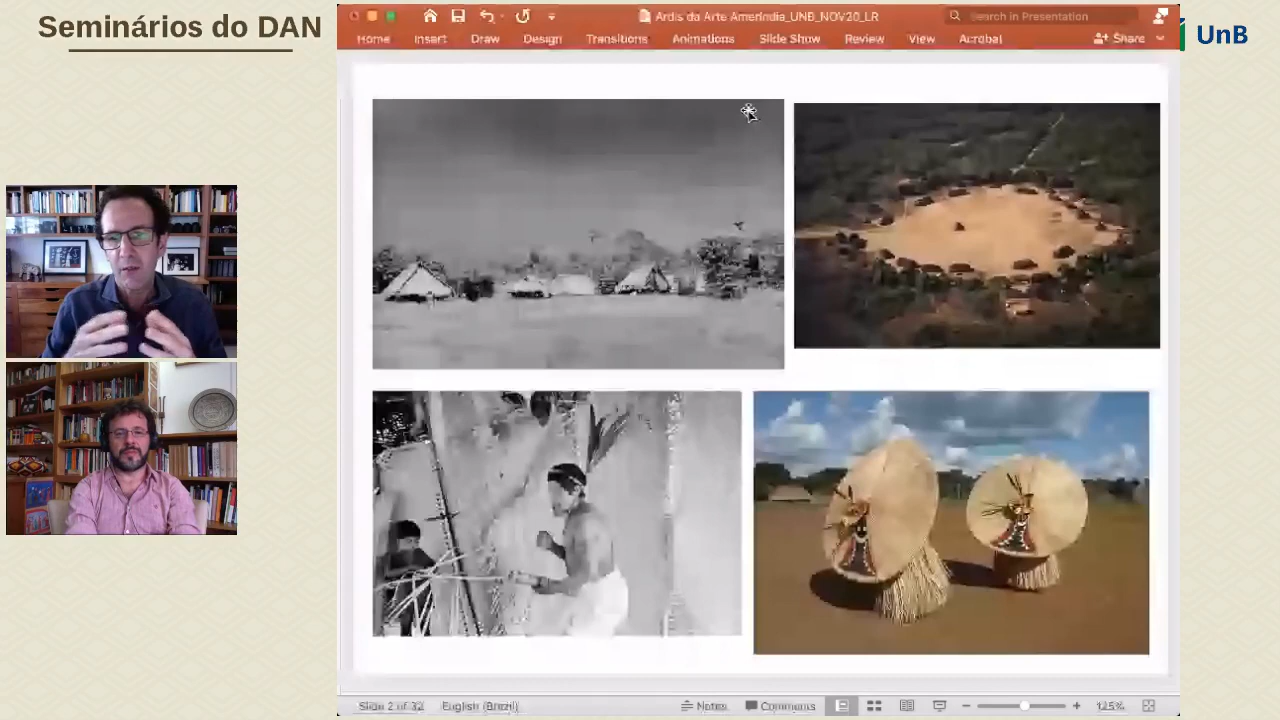 Seminários do DAN
Ardis da Arte Ameríndia_UNB_NOV20_LR
Search in Presentation
Home Insert Draw Design Transitions Animations Slide Show Review View Acrobat
Share
UnB
Slide 2 of 32 English (Brazil) Notes Comments 125%